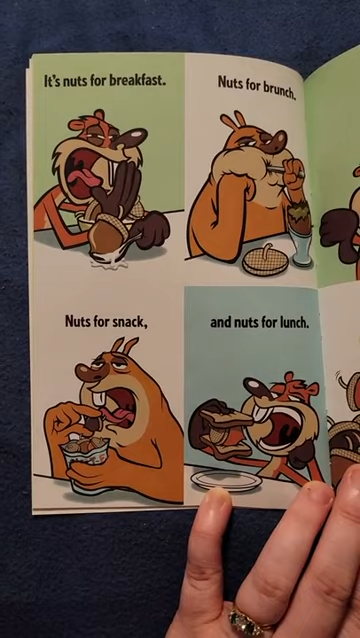 It's nuts for breakfast.
Nuts for brunch.
Nuts for snack,
and nuts for lunch.